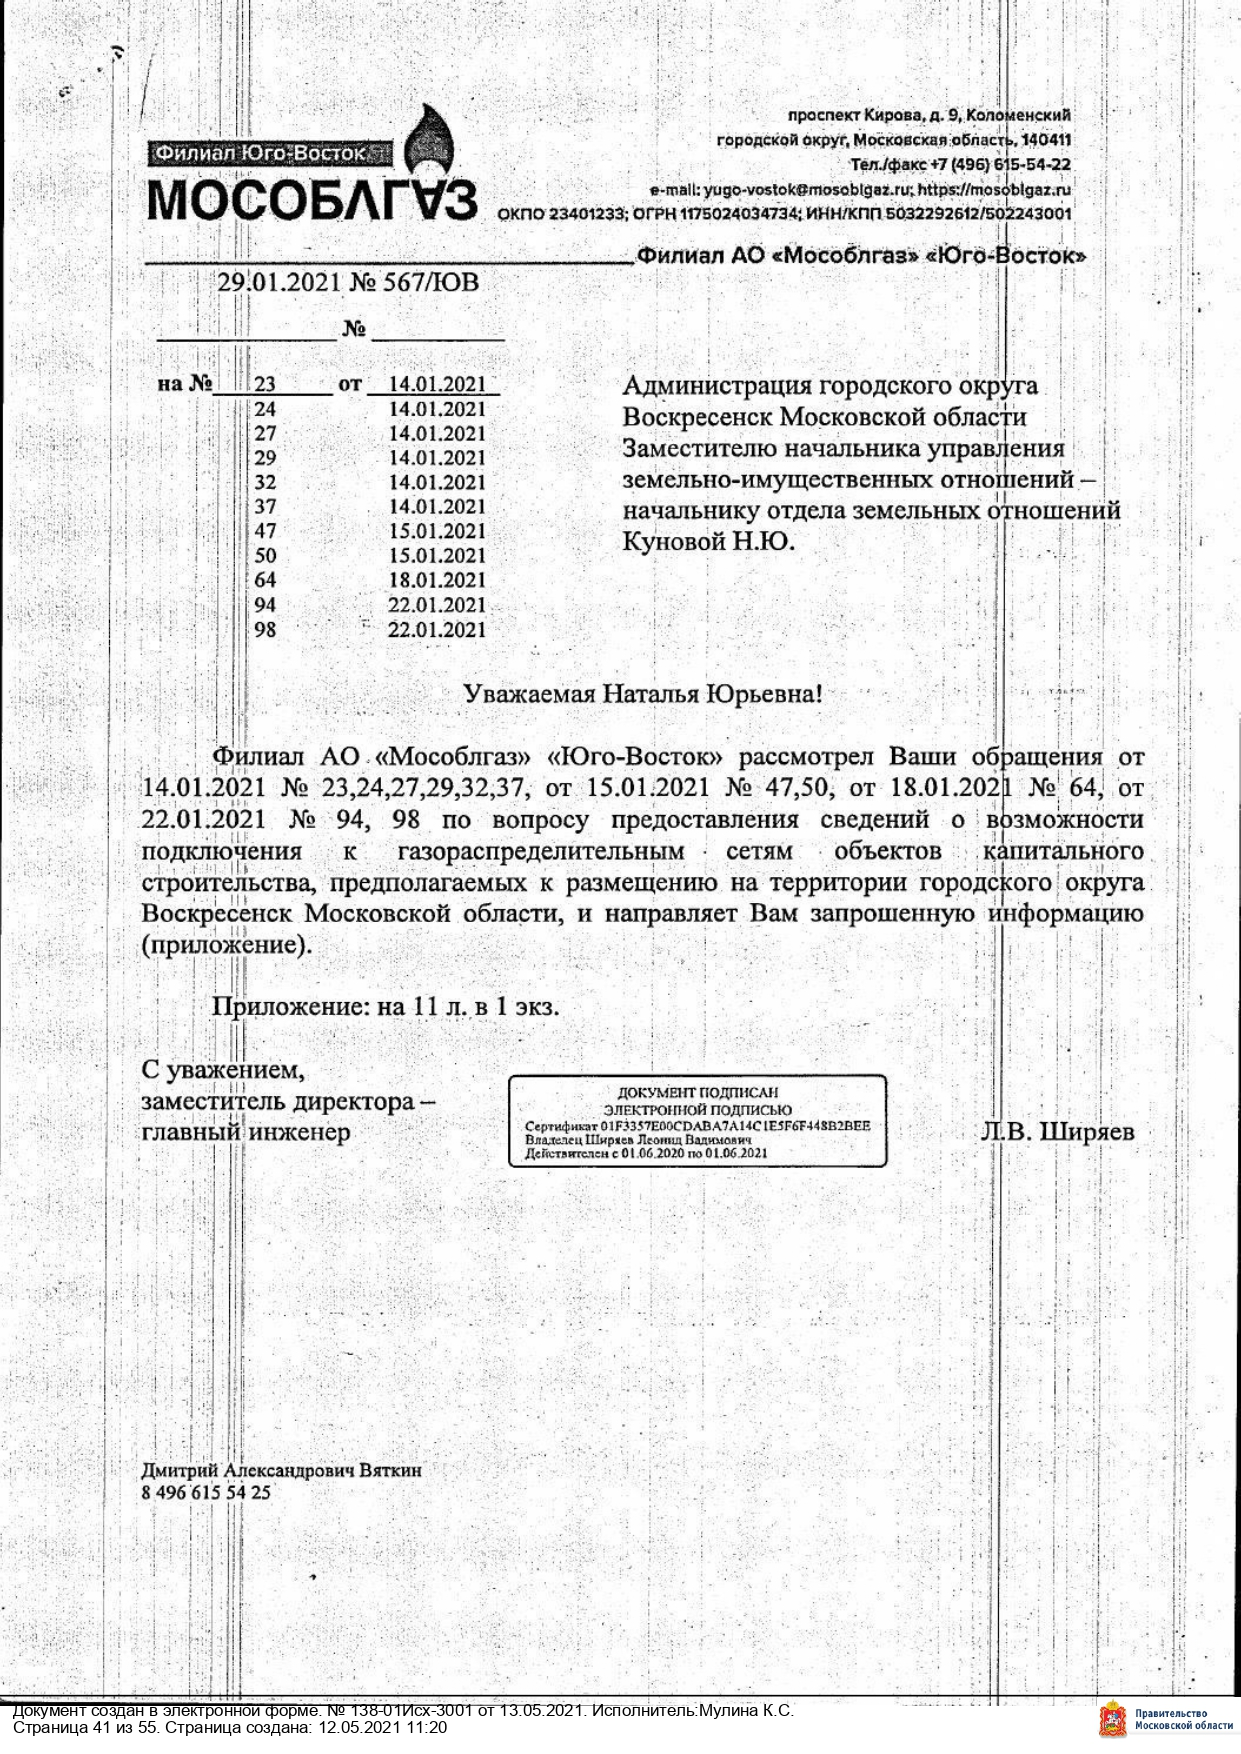 Филиал Юго-Восток
МОСОБЛГАЗ
проспект Кирова, д. 9, Коломенский
городской округ, Московская область, 140411
Тел./факс +7 (496) 615-54-22
e-mail: yugo-vostok@mosoblgaz.ru; https://mosoblgaz.ru
ОКПО 23401233; ОГРН 1175024034734; ИНН/КПП 5032292612/502243001
Филиал АО «Мособлгаз» «Юго-Восток»
29.01.2021 № 567/ЮВ
№
на № 23 от 14.01.2021
24 14.01.2021
27 14.01.2021
29 14.01.2021
32 14.01.2021
37 14.01.2021
47 15.01.2021
50 15.01.2021
64 18.01.2021
94 22.01.2021
98 22.01.2021
Администрация городского округа
Воскресенск Московской области
Заместителю начальника управления
земельно-имущественных отношений –
начальнику отдела земельных отношений
Куновой Н.Ю.
Уважаемая Наталья Юрьевна!
Филиал АО «Мособлгаз» «Юго-Восток» рассмотрел Ваши обращения от
14.01.2021 № 23,24,27,29,32,37, от 15.01.2021 № 47,50, от 18.01.2021 № 64, от
22.01.2021 № 94, 98 по вопросу предоставления сведений о возможности
подключения к газораспределительным сетям объектов капитального
строительства, предполагаемых к размещению на территории городского округа
Воскресенск Московской области, и направляет Вам запрошенную информацию
(приложение).
Приложение: на 11 л. в 1 экз.
С уважением,
заместитель директора –
главный инженер
ДОКУМЕНТ ПОДПИСАН
ЭЛЕКТРОННОЙ ПОДПИСЬЮ
Сертификат 01F3357E00CDABA7A14C1E5F6F448B2BEE
Владелец Ширяев Леонид Вадимович
Действителен с 01.06.2020 по 01.06.2021
Л.В. Ширяев
Дмитрий Александрович Вяткин
8 496 615 54 25
Документ создан в электронной форме. № 138-01Исх-3001 от 13.05.2021. Исполнитель:Мулина К.С.
Страница 41 из 55. Страница создана: 12.05.2021 11:20
Правительство
Московской области